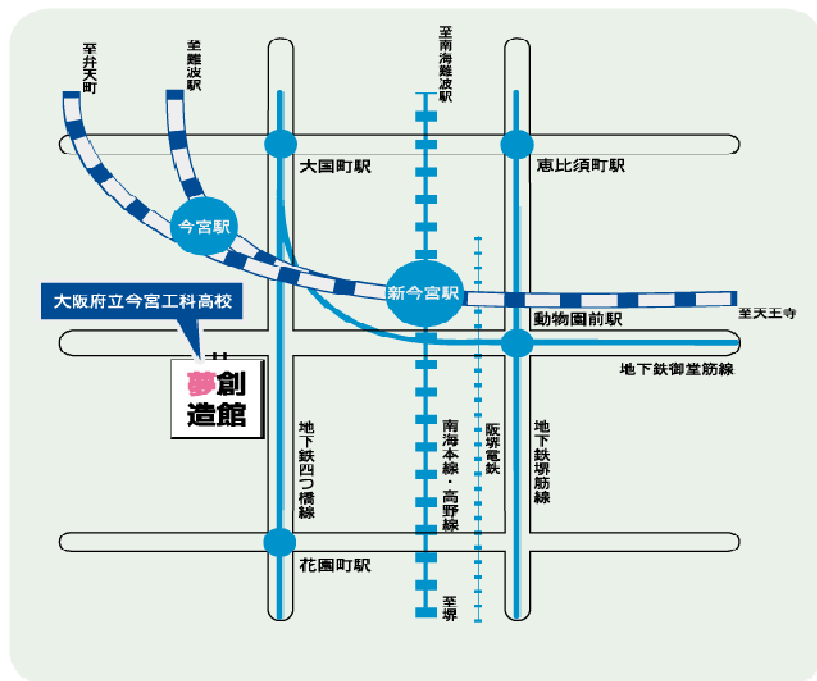 至井天町
至難波駅
至南海難波駅
大国町駅
恵比須町駅
今宮駅
新今宮駅
大阪府立今宮工科高校
至天王寺
動物園前駅
地下鉄御堂筋線
夢創
造館
地下鉄四つ橋線
南海本線・高野線
阪堺電鉄
地下鉄堺筋線
花園町駅
至堺